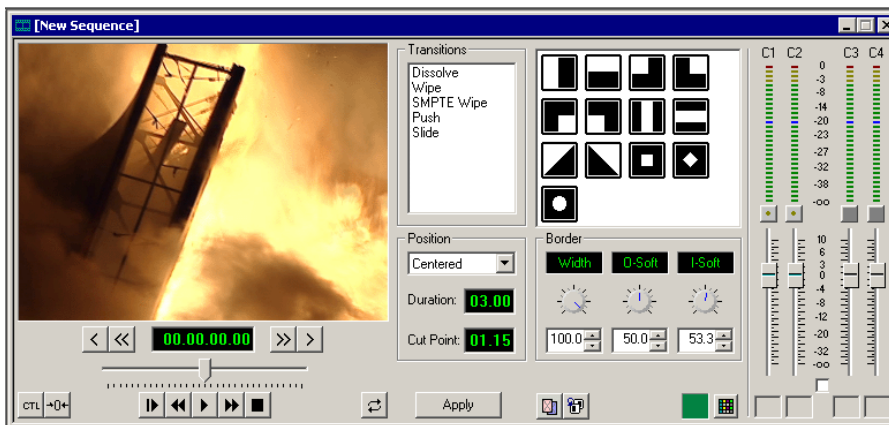 [New Sequence]
Transitions
Dissolve
Wipe
SMPTE Wipe
Push
Slide
C1 C2 C3 C4
0
-3
-8
-14
-20
-23
-27
-32
-38
-oo
Position
Centered
Duration: 03.00
Cut Point: 01.15
Border
Width O-Soft I-Soft
100.0 50.0 53.3
10
6
3
0
-4
-8
-12
-20
-32
-oo
< << 00.00.00.00 >> >
CTL →0←
Apply